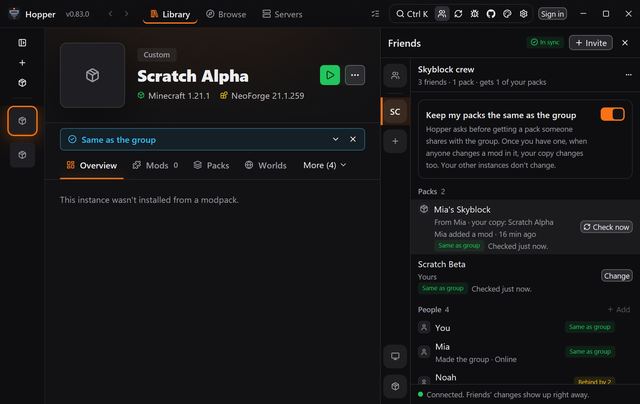 Hopper v0.83.0
Library
Browse
Servers
Ctrl K
Sign in
Custom
Scratch Alpha
Minecraft 1.21.1
NeoForge 21.1.259
Same as the group
Overview
Mods 0
Packs
Worlds
More (4)
This instance wasn't installed from a modpack.
Friends
In sync
Invite
SC
Skyblock crew
3 friends · 1 pack · gets 1 of your packs
Keep my packs the same as the group
Hopper asks before getting a pack someone
shares with the group. Once you have one, when
anyone changes a mod in it, your copy changes
too. Your other instances don't change.
Packs 2
Mia's Skyblock
From Mia · your copy: Scratch Alpha
Mia added a mod · 16 min ago
Same as group Checked just now.
Check now
Scratch Beta
Yours
Same as group Checked just now.
Change
People 4
+ Add
You
Same as group
Mia
Made the group · Online
Same as group
Noah
Behind by 2
Connected. Friends' changes show up right away.